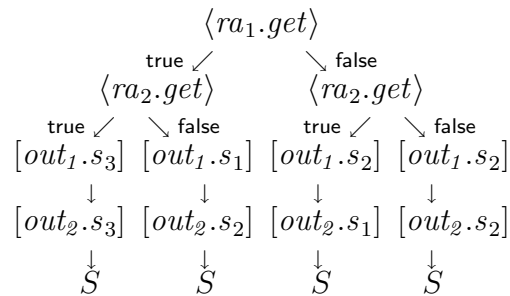 ⟨ra₁.get⟩
true false
⟨ra₂.get⟩ ⟨ra₂.get⟩
true false true false
[out₁.s₃] [out₁.s₁] [out₁.s₂] [out₁.s₂]
[out₂.s₃] [out₂.s₂] [out₂.s₁] [out₂.s₂]
S S S S